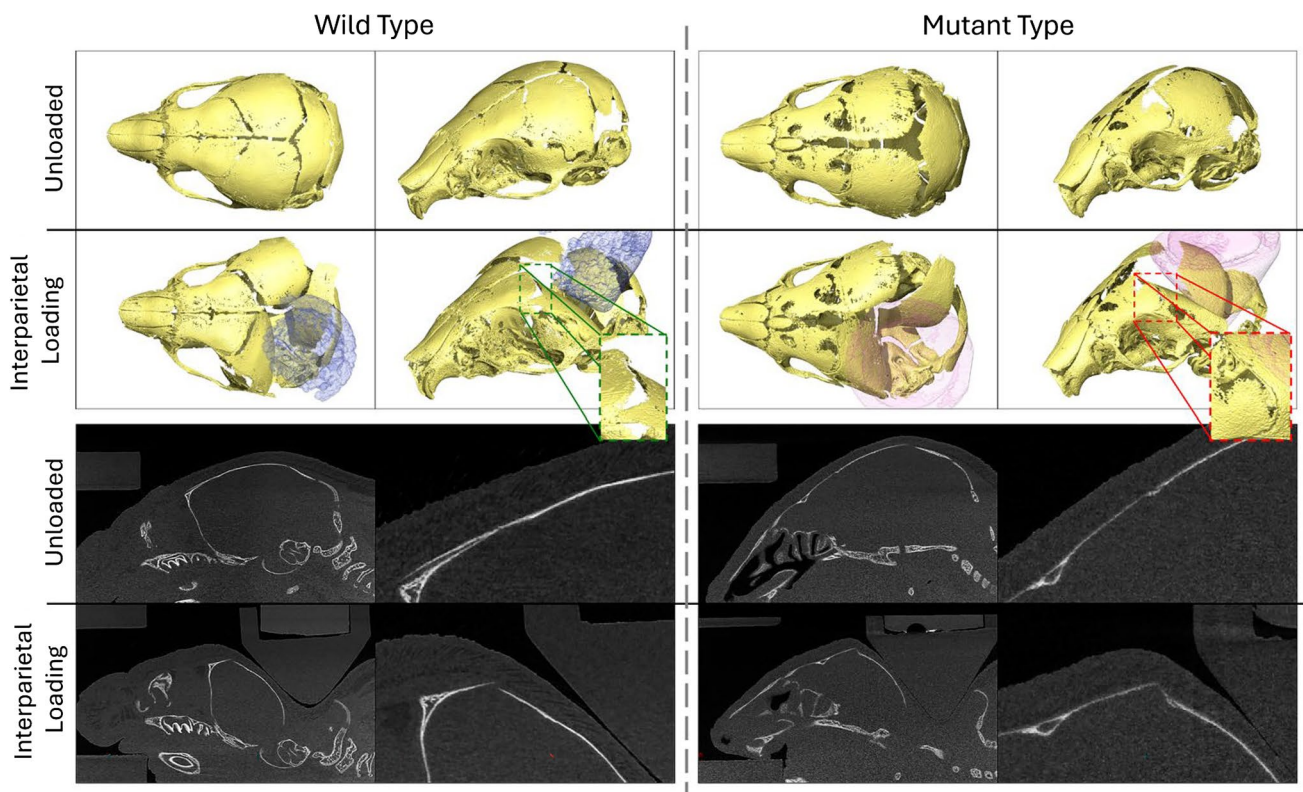 Wild Type
Mutant Type
Unloaded
Interparietal
Loading
Unloaded
Interparietal
Loading